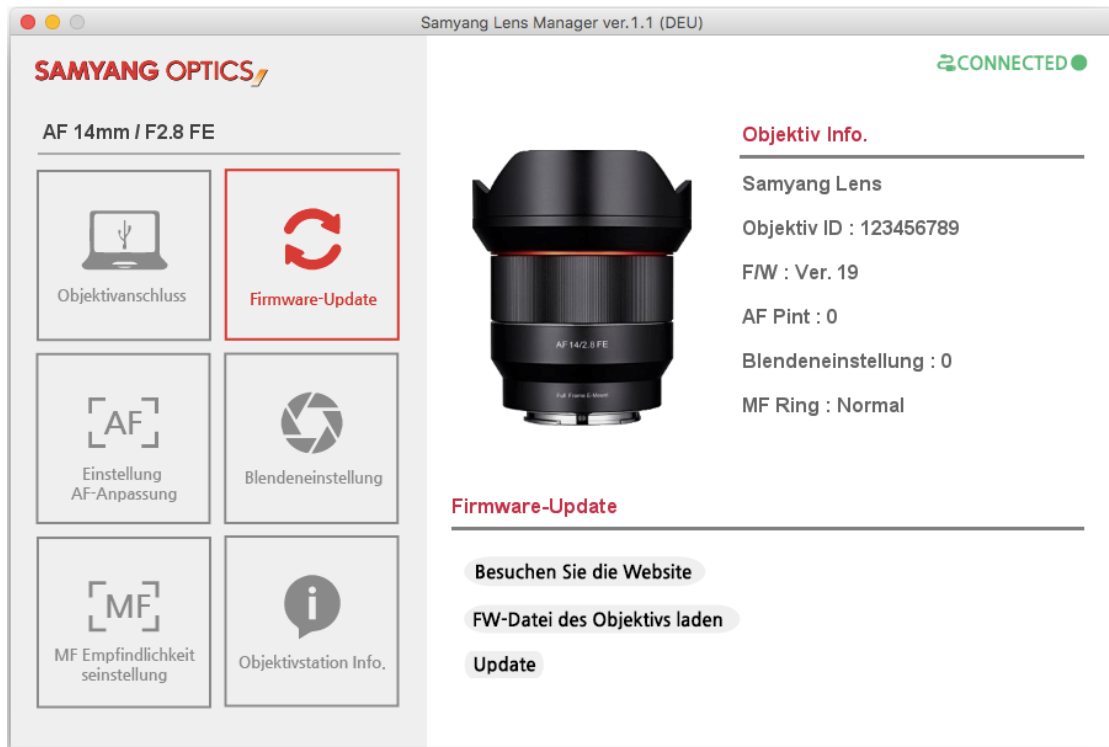 Samyang Lens Manager ver.1.1 (DEU)
SAMYANG OPTICS
CONNECTED
AF 14mm / F2.8 FE
Objektivanschluss
Firmware-Update
Einstellung
AF-Anpassung
AF
Blendeneinstellung
MF
MF Empfindlichkeit
seinstellung
Objektivstation Info.
AF 14/2.8 FE
Full Frame E-Mount
Objektiv Info.
Samyang Lens
Objektiv ID : 123456789
F/W : Ver. 19
AF Pint : 0
Blendeneinstellung : 0
MF Ring : Normal
Firmware-Update
Besuchen Sie die Website
FW-Datei des Objektivs laden
Update